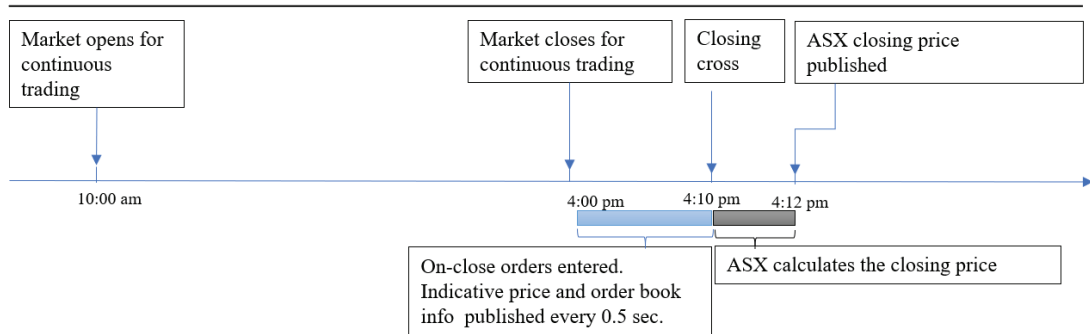 Market opens for
continuous
trading
Market closes for
continuous trading
Closing
cross
ASX closing price
published
10:00 am
4:00 pm
4:10 pm
4:12 pm
On-close orders entered.
Indicative price and order book
info published every 0.5 sec.
ASX calculates the closing price